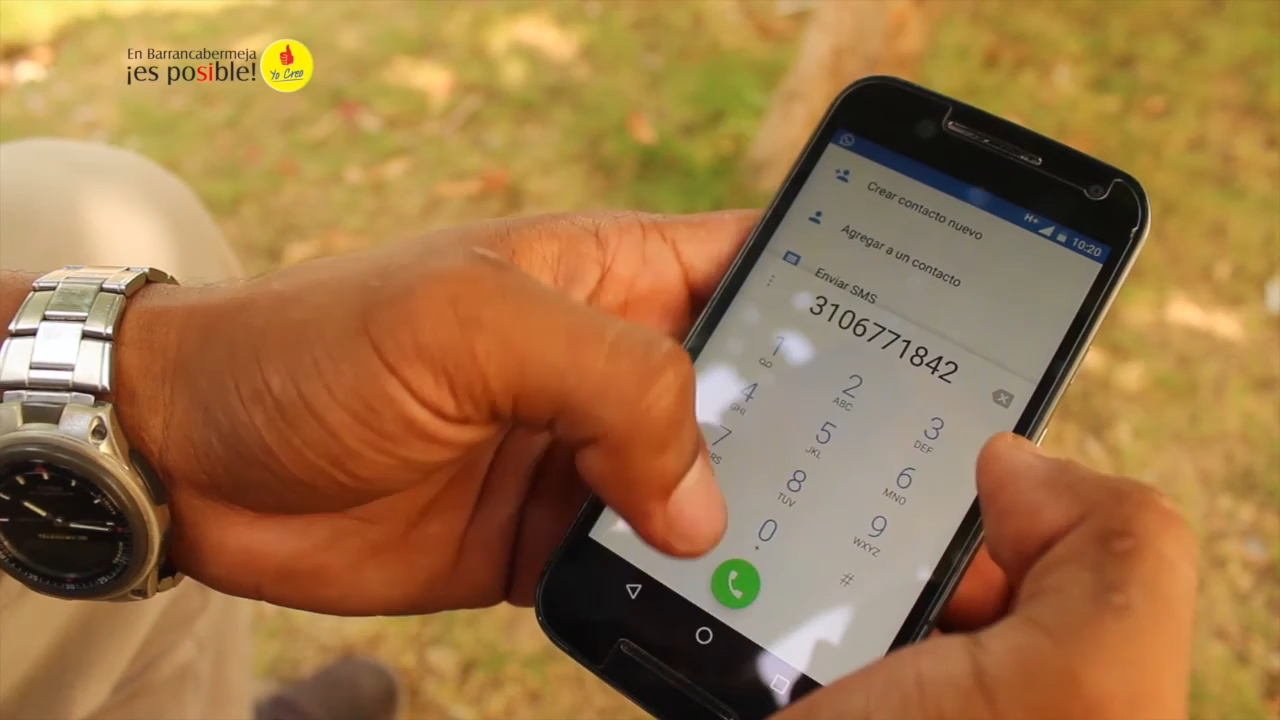 En Barrancabermeja
¡es posible!
Yo Creo
H+ 10:20
Crear contacto nuevo
Agregar a un contacto
Enviar SMS
3106771842
1
2
ABC
3
DEF
4
GHI
5
JKL
6
MNO
7
8
TUV
9
WXYZ
0
+
#